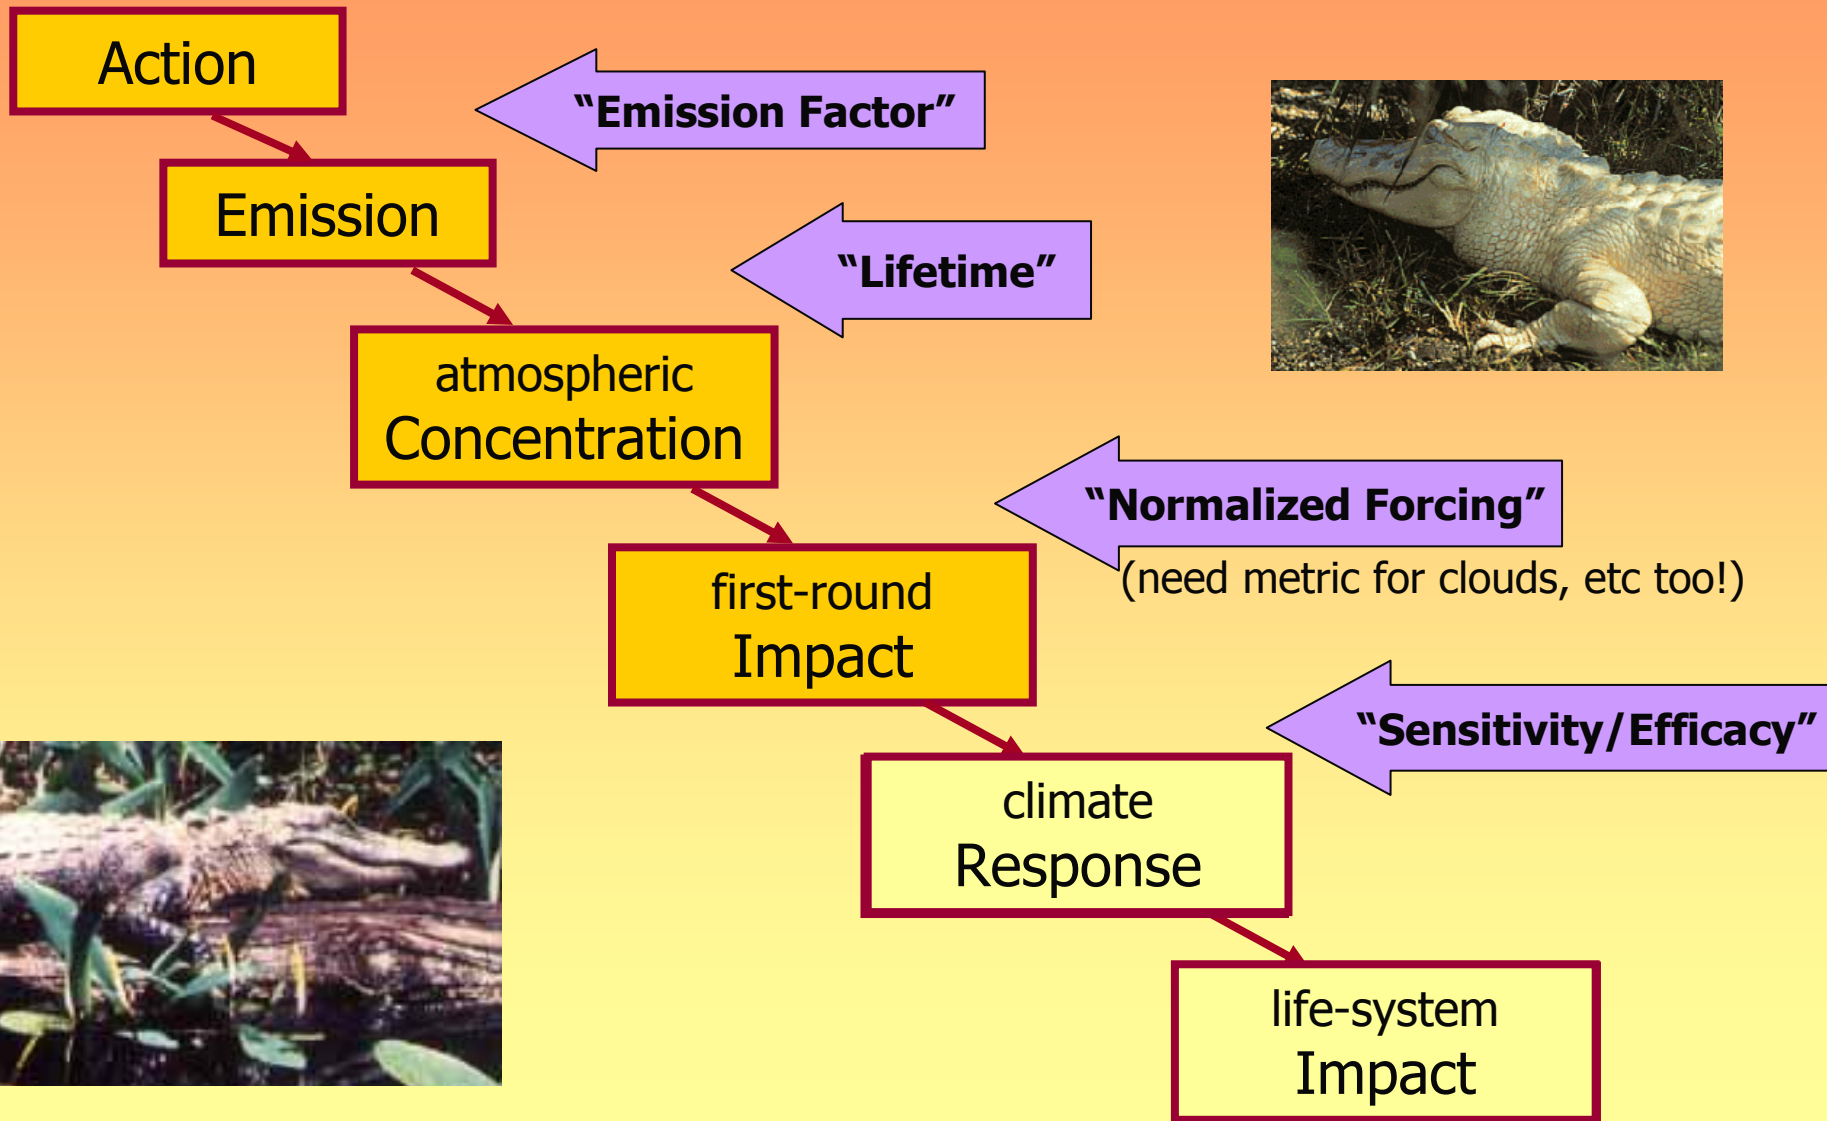 Action
“Emission Factor”
Emission
“Lifetime”
atmospheric
Concentration
“Normalized Forcing”
(need metric for clouds, etc too!)
first-round
Impact
“Sensitivity/Efficacy”
climate
Response
life-system
Impact